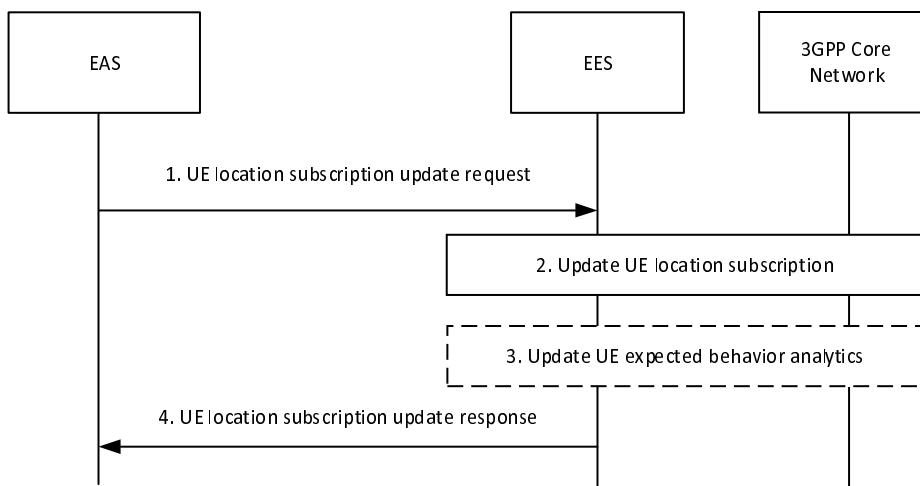 EAS
EES
3GPP Core
Network
1. UE location subscription update request
2. Update UE location subscription
3. Update UE expected behavior analytics
4. UE location subscription update response